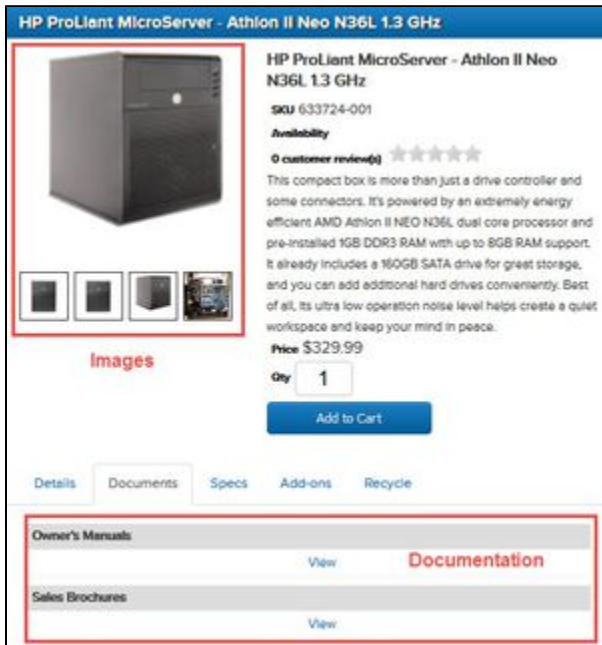 HP ProLiant MicroServer - Athlon II Neo N36L 1.3 GHz
HP ProLiant MicroServer - Athlon II Neo
N36L 1.3 GHz
SKU 633724-001
Availability
0 customer review(s)
This compact box is more than just a drive controller and
some connectors. It's powered by an extremely energy
efficient AMD Athlon II NEO N36L dual core processor and
pre-installed 1GB DDR3 RAM with up to 8GB RAM support.
It already includes a 160GB SATA drive for great storage,
and you can add additional hard drives conveniently. Best
of all, its ultra low operation noise level helps create a quiet
workspace and keep your mind in peace.
Images
Price $329.99
Qty 1
Add to Cart
Details Documents Specs Add-ons Recycle
Owner's Manuals
View Documentation
Sales Brochures
View